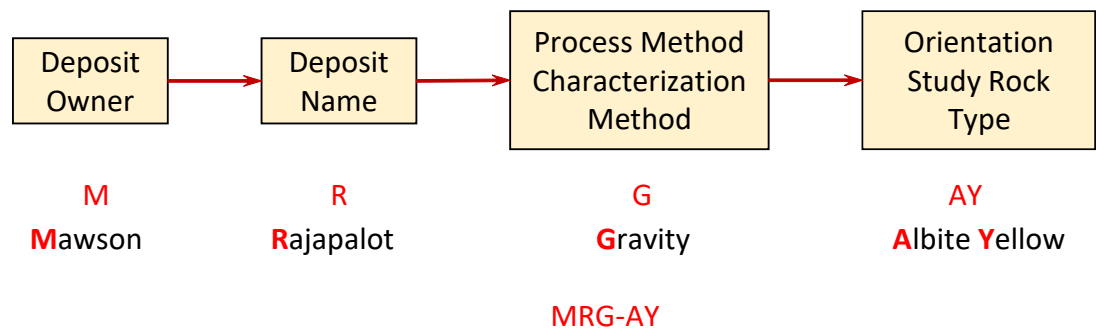 Deposit
Owner
Deposit
Name
Process Method
Characterization
Method
Orientation
Study Rock
Type
M
R
G
AY
Mawson
Rajapalot
Gravity
Albite Yellow
MRG-AY